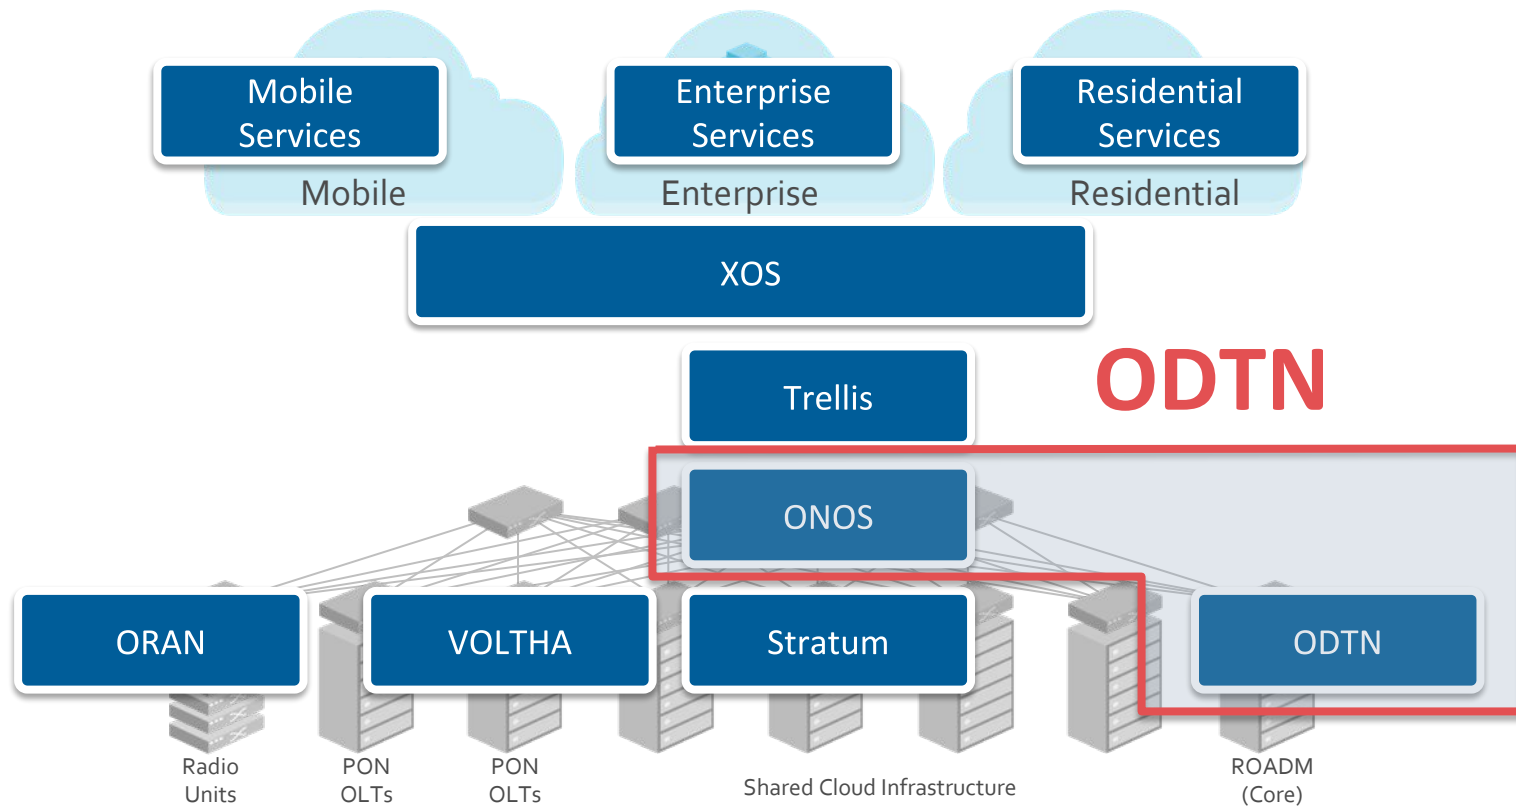 Mobile
Services
Enterprise
Services
Residential
Services
Mobile
Enterprise
Residential
XOS
ODTN
Trellis
ONOS
ORAN
VOLTHA
Stratum
ODTN
Radio
Units
PON
OLTs
PON
OLTs
Shared Cloud Infrastructure
ROADM
(Core)